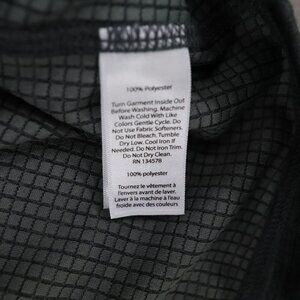 100% Polyester
Turn Garment Inside Out
Before Washing. Machine
Wash Cold With Like
Colors Gentle Cycle. Do
Not Use Fabric Softeners.
Do Not Bleach. Tumble
Dry Low. Cool Iron If
Needed. Do Not Iron Trim.
Do Not Dry Clean.
RN 134578
100% polyester
Tournez le vêtement à
l'envers avant de laver.
Laver à la machine à l'eau
froide avec des couleurs